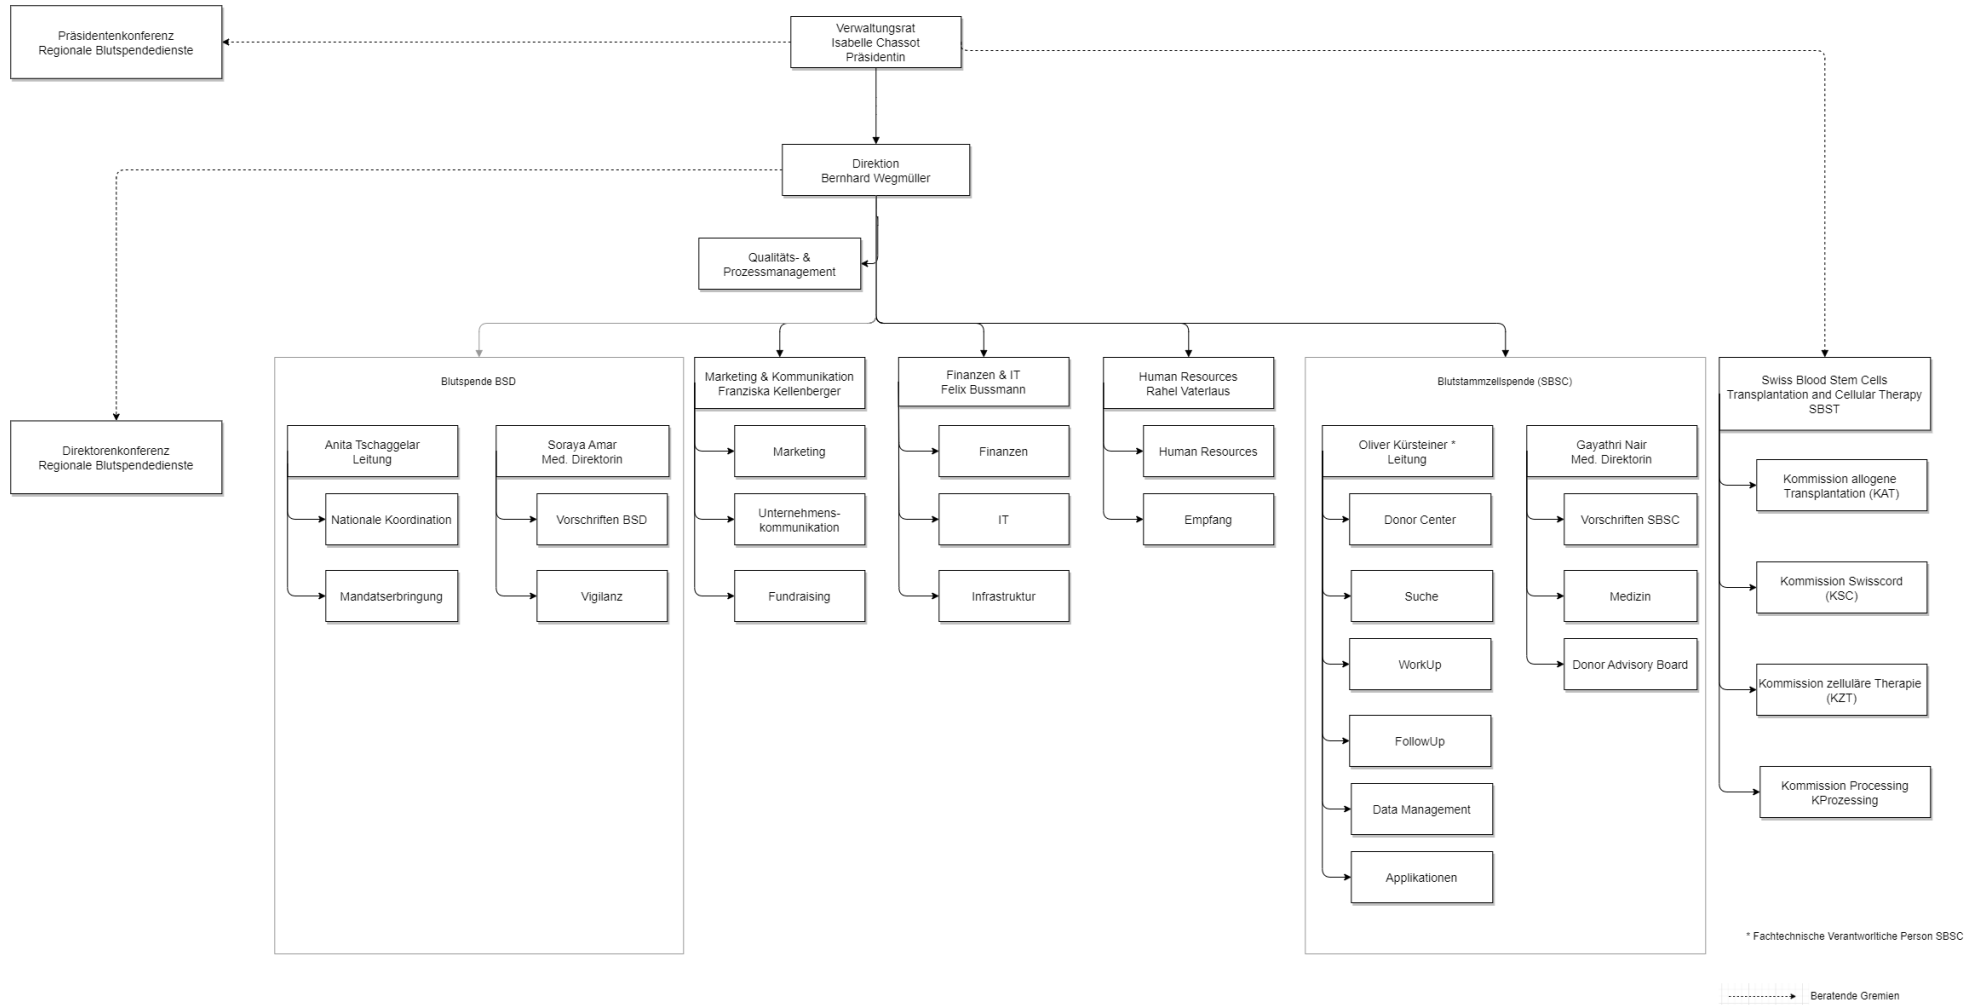 Präsidentenkonferenz
Regionale Blutspendedienste
Verwaltungsrat
Isabelle Chassot
Präsidentin
Direktion
Bernhard Wegmüller
Qualitäts- &
Prozessmanagement
Direktorenkonferenz
Regionale Blutspendedienste
Blutspende BSD
Anita Tschaggelar
Leitung
Nationale Koordination
Mandatserbringung
Soraya Amar
Med. Direktorin
Vorschriften BSD
Vigilanz
Marketing & Kommunikation
Franziska Kellenberger
Marketing
Unternehmens-
kommunikation
Fundraising
Finanzen & IT
Felix Bussmann
Finanzen
IT
Infrastruktur
Human Resources
Rahel Vaterlaus
Human Resources
Empfang
Blutstammzellspende (SBSC)
Oliver Kürsteiner *
Leitung
Donor Center
Suche
WorkUp
FollowUp
Data Management
Applikationen
Gayathri Nair
Med. Direktorin
Vorschriften SBSC
Medizin
Donor Advisory Board
Swiss Blood Stem Cells
Transplantation and Cellular Therapy
SBST
Kommission allogene
Transplantation (KAT)
Kommission Swisscord
(KSC)
Kommission zelluläre Therapie
(KZT)
Kommission Processing
KProzessing
* Fachtechnische Verantworltiche Person SBSC
Beratende Gremien